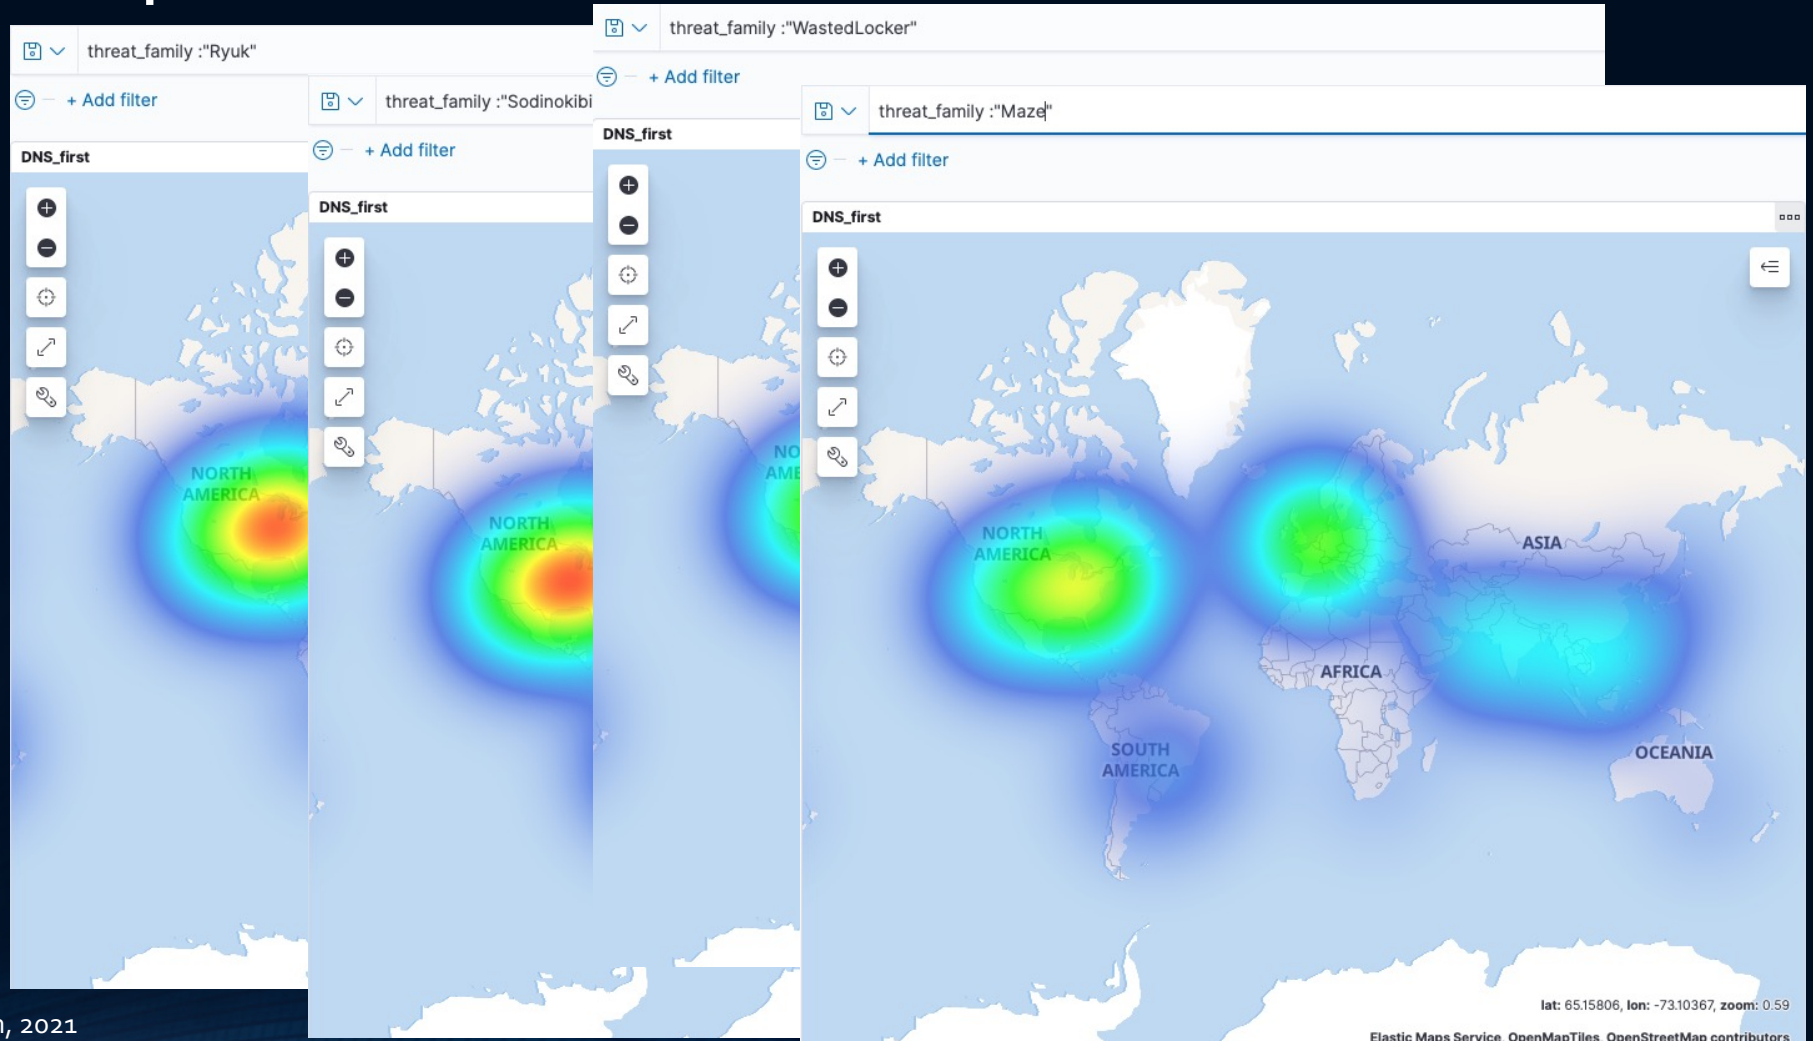 threat_family :"Ryuk"
+ Add filter
DNS_first
NORTH
AMERICA
threat_family :"Sodinokibi
+ Add filter
DNS_first
NORTH
AMERICA
threat_family :"WastedLocker"
+ Add filter
DNS_first
NO
AME
threat_family :"Maze"
+ Add filter
DNS_first
NORTH
AMERICA
ASIA
AFRICA
SOUTH
AMERICA
OCEANIA
lat: 65.15806, lon: -73.10367, zoom: 0.59
Elastic Maps Service, OpenMapTiles, OpenStreetMap contributors
, 2021